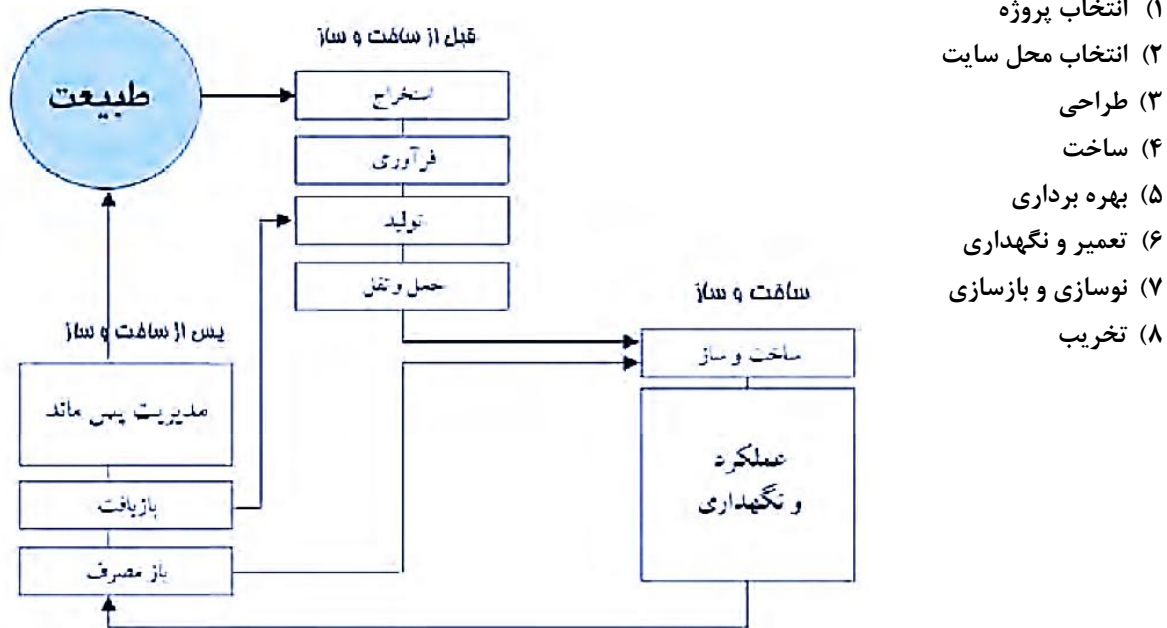 ۱) انتخاب پروژه
۲) انتخاب محل سایت
۳) طراحی
۴) ساخت
۵) بهره برداری
۶) تعمیر و نگهداری
۷) نوسازی و بازسازی
۸) تخریب
طبیعت
قبل از ساخت و ساز
استخراج
فرآوری
تولید
حمل و نقل
ساخت و ساز
ساخت و ساز
عملکرد
و نگهداری
پس از ساخت و ساز
مدیریت پس ماند
بازیافت
باز مصرف